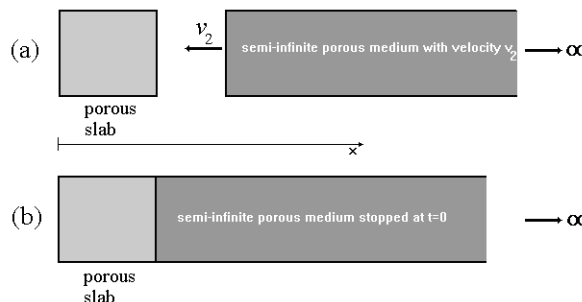 (a)
v₂
semi-infinite porous medium with velocity v₂
∝
porous
slab
x
(b)
semi-infinite porous medium stopped at t=0
∝
porous
slab